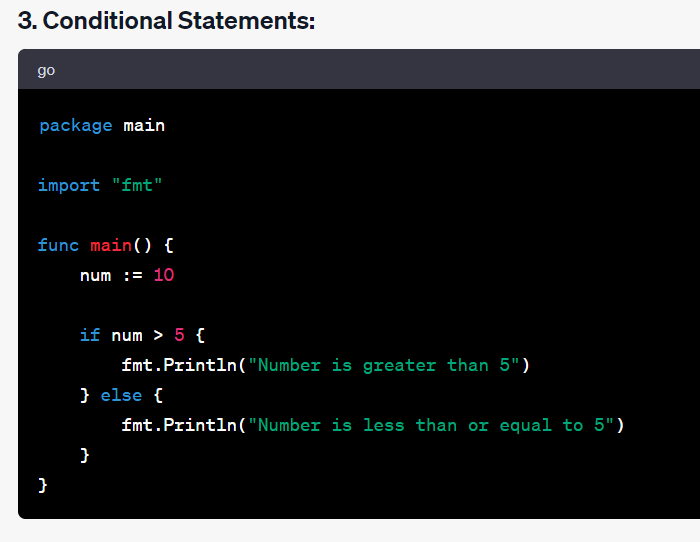 3. Conditional Statements:
go
package main
import "fmt"
func main() {
    num := 10
    if num > 5 {
        fmt.Println("Number is greater than 5")
    } else {
        fmt.Println("Number is less than or equal to 5")
    }
}